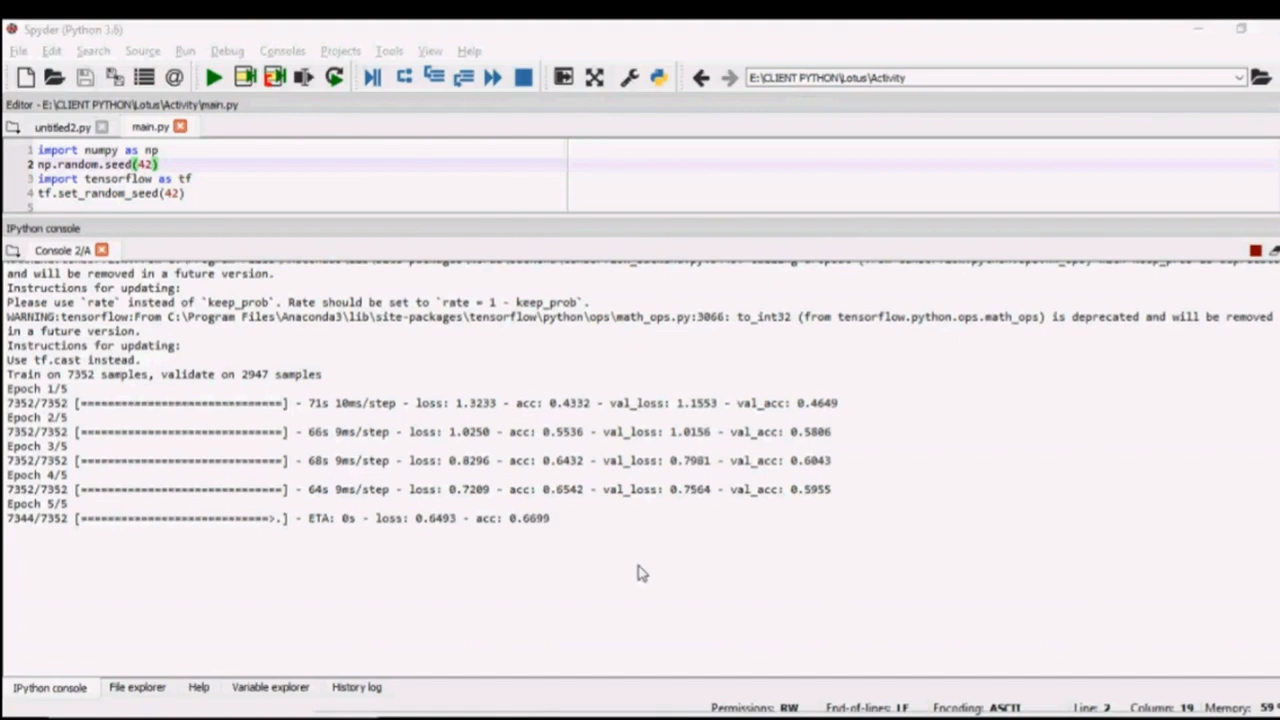 Spyder (Python 3.6)
File Edit Search Source Run Debug Consoles Projects Tools View Help
E:\CLIENT PYTHON\Lotus\Activity
Editor - E:\CLIENT PYTHON\Lotus\Activity\main.py
untitled2.py main.py
1 import numpy as np
2 np.random.seed(42)
3 import tensorflow as tf
4 tf.set_random_seed(42)
5
IPython console
Console 2/A
and will be removed in a future version.
Instructions for updating:
Please use `rate` instead of `keep_prob`. Rate should be set to `rate = 1 - keep_prob`.
WARNING:tensorflow:From C:\Program Files\Anaconda3\lib\site-packages\tensorflow\python\ops\math_ops.py:3066: to_int32 (from tensorflow.python.ops.math_ops) is deprecated and will be removed
in a future version.
Instructions for updating:
Use tf.cast instead.
Train on 7352 samples, validate on 2947 samples
Epoch 1/5
7352/7352 [==============================] - 71s 10ms/step - loss: 1.3233 - acc: 0.4332 - val_loss: 1.1553 - val_acc: 0.4649
Epoch 2/5
7352/7352 [==============================] - 66s 9ms/step - loss: 1.0250 - acc: 0.5536 - val_loss: 1.0156 - val_acc: 0.5806
Epoch 3/5
7352/7352 [==============================] - 68s 9ms/step - loss: 0.8296 - acc: 0.6432 - val_loss: 0.7981 - val_acc: 0.6043
Epoch 4/5
7352/7352 [==============================] - 64s 9ms/step - loss: 0.7209 - acc: 0.6542 - val_loss: 0.7564 - val_acc: 0.5955
Epoch 5/5
7344/7352 [============================>.] - ETA: 0s - loss: 0.6493 - acc: 0.6699
IPython console File explorer Help Variable explorer History log
Permissions: RW End-of-lines: LF Encoding: ASCII Line: 2 Column: 19 Memory: 59